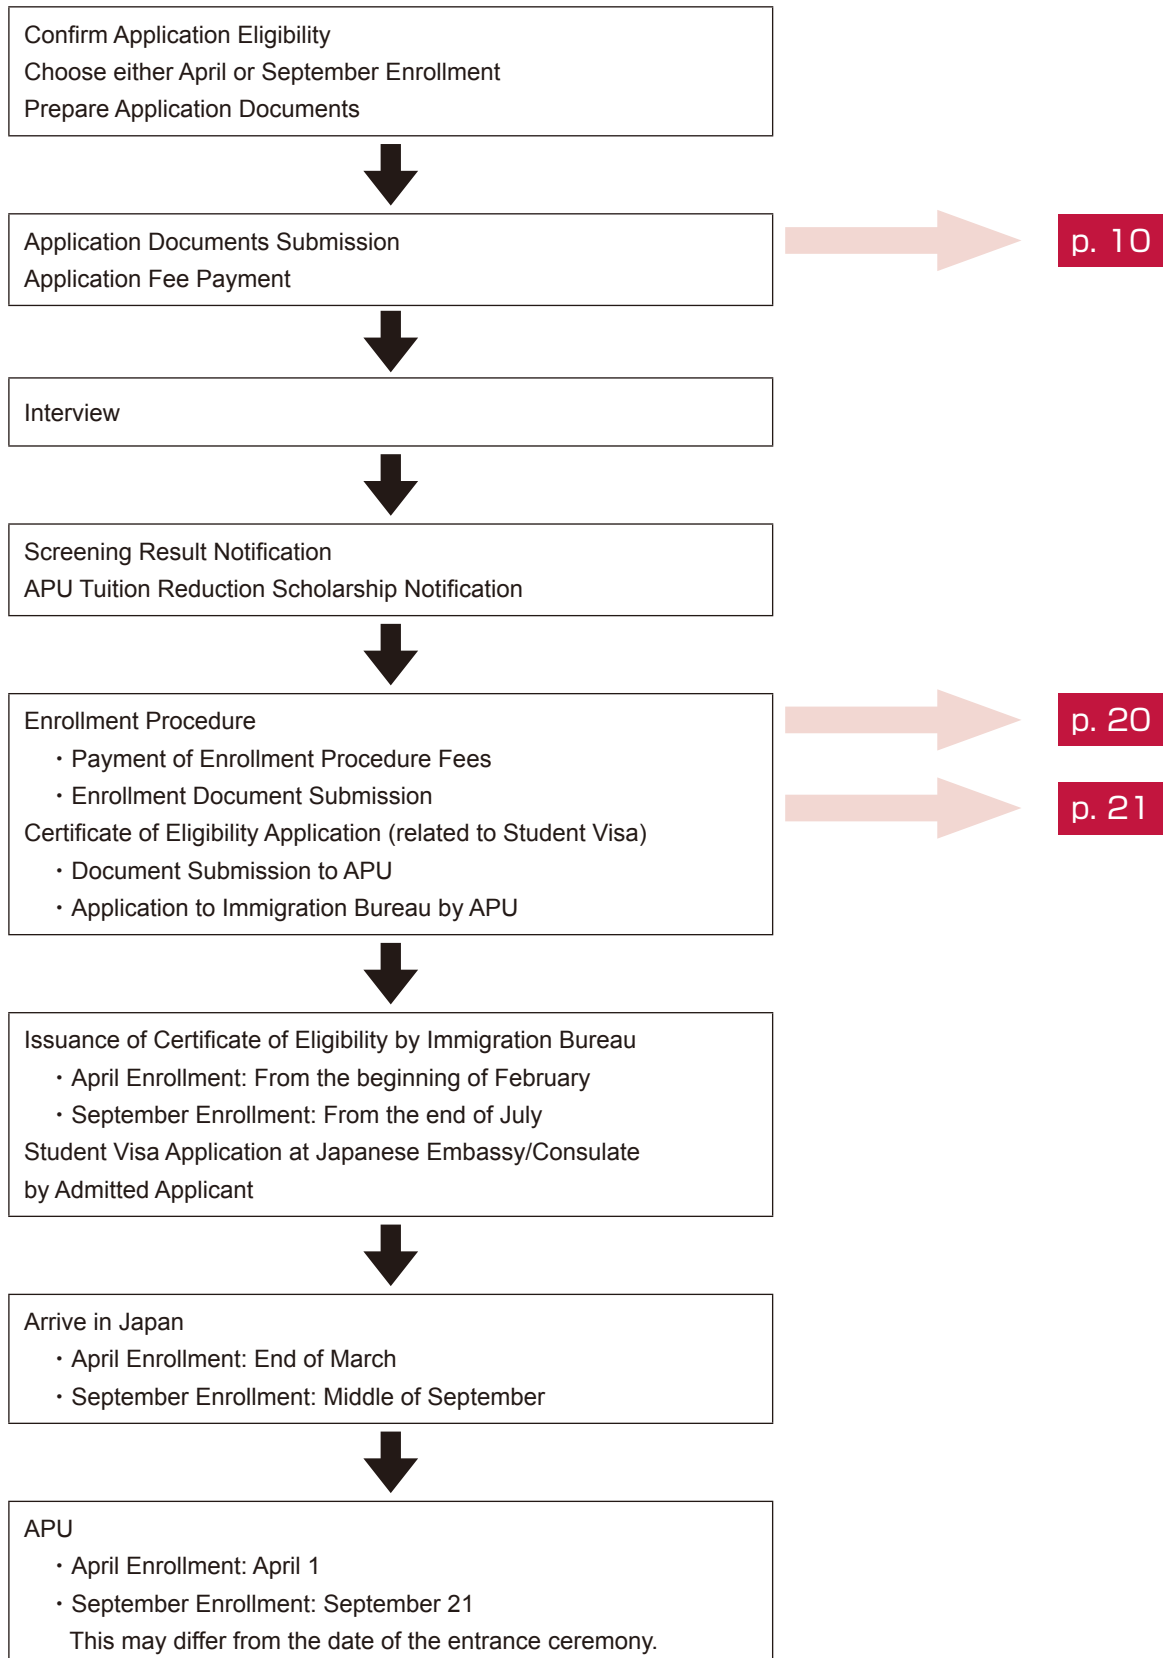 Confirm Application Eligibility
Choose either April or September Enrollment
Prepare Application Documents
Application Documents Submission
p. 10
Application Fee Payment
Interview
Screening Result Notification
APU Tuition Reduction Scholarship Notification
Enrollment Procedure
p. 20
・Payment of Enrollment Procedure Fees
・Enrollment Document Submission
p. 21
Certificate of Eligibility Application (related to Student Visa)
・Document Submission to APU
・Application to Immigration Bureau by APU
Issuance of Certificate of Eligibility by Immigration Bureau
・April Enrollment: From the beginning of February
・September Enrollment: From the end of July
Student Visa Application at Japanese Embassy/Consulate
by Admitted Applicant
Arrive in Japan
・April Enrollment: End of March
・September Enrollment: Middle of September
APU
・April Enrollment: April 1
・September Enrollment: September 21
This may differ from the date of the entrance ceremony.